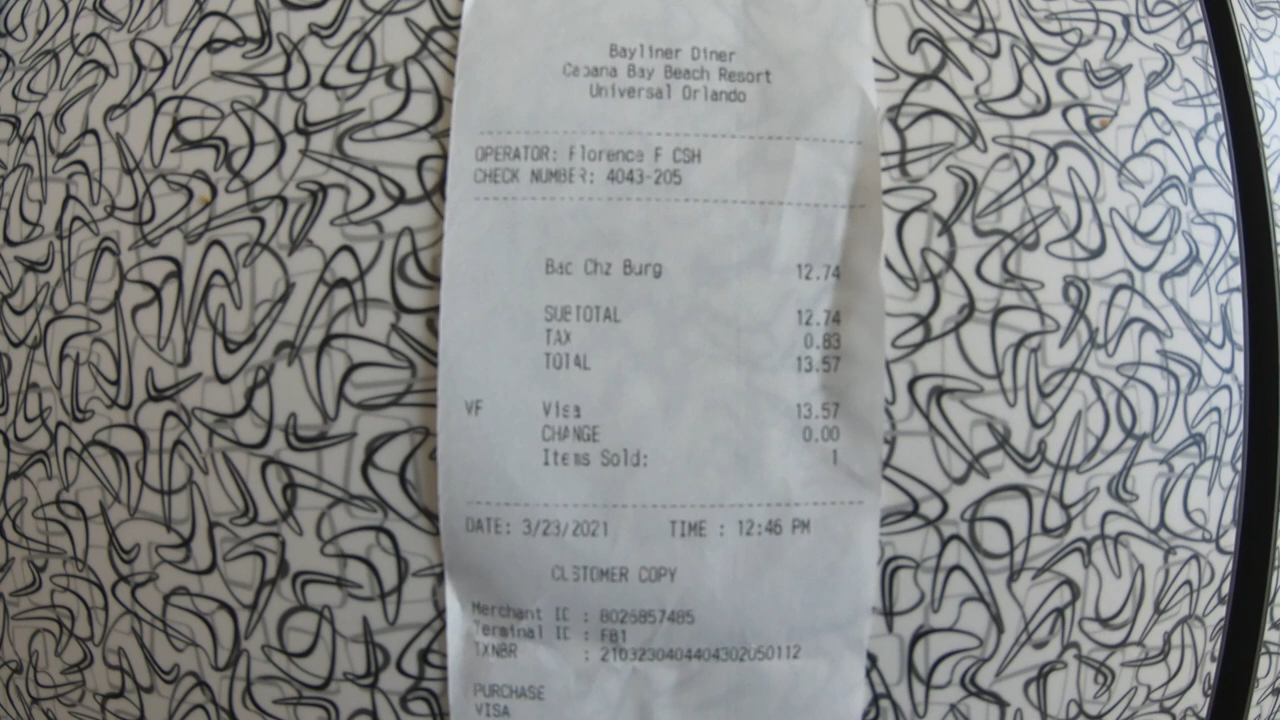 Bayliner Diner
Cabana Bay Beach Resort
Universal Orlando
OPERATOR: Florence F CSH
CHECK NUMBER: 4043-205
Bac Chz Burg 12.74
SUBTOTAL 12.74
TAX 0.83
TOTAL 13.57
VF Visa 13.57
CHANGE 0.00
Items Sold: 1
DATE: 3/23/2021 TIME : 12:46 PM
CUSTOMER COPY
Merchant ID : 8026857485
Terminal ID : FB1
TXNBR : 2103230404404302050112
PURCHASE
VISA